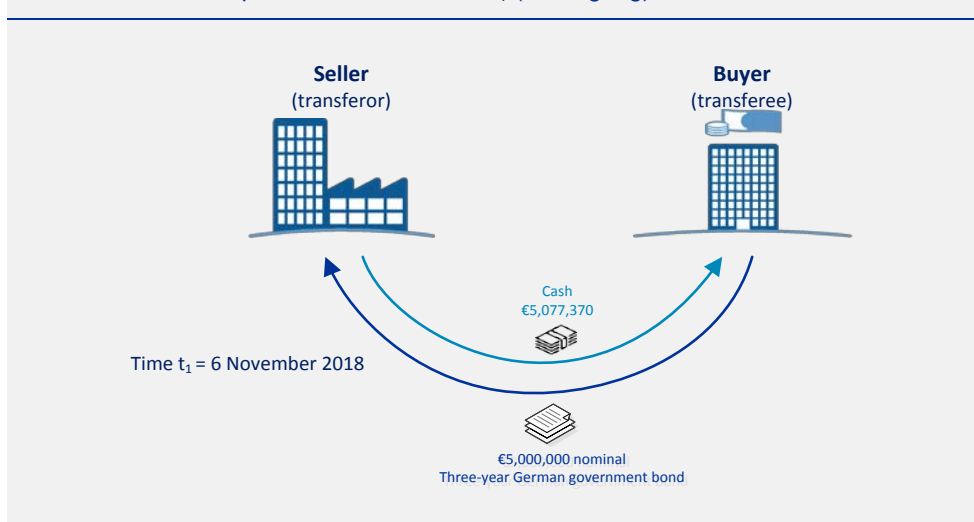 Seller
(transferor)
Buyer
(transferee)
Cash
€5,077,370
Time t₁ = 6 November 2018
€5,000,000 nominal
Three-year German government bond